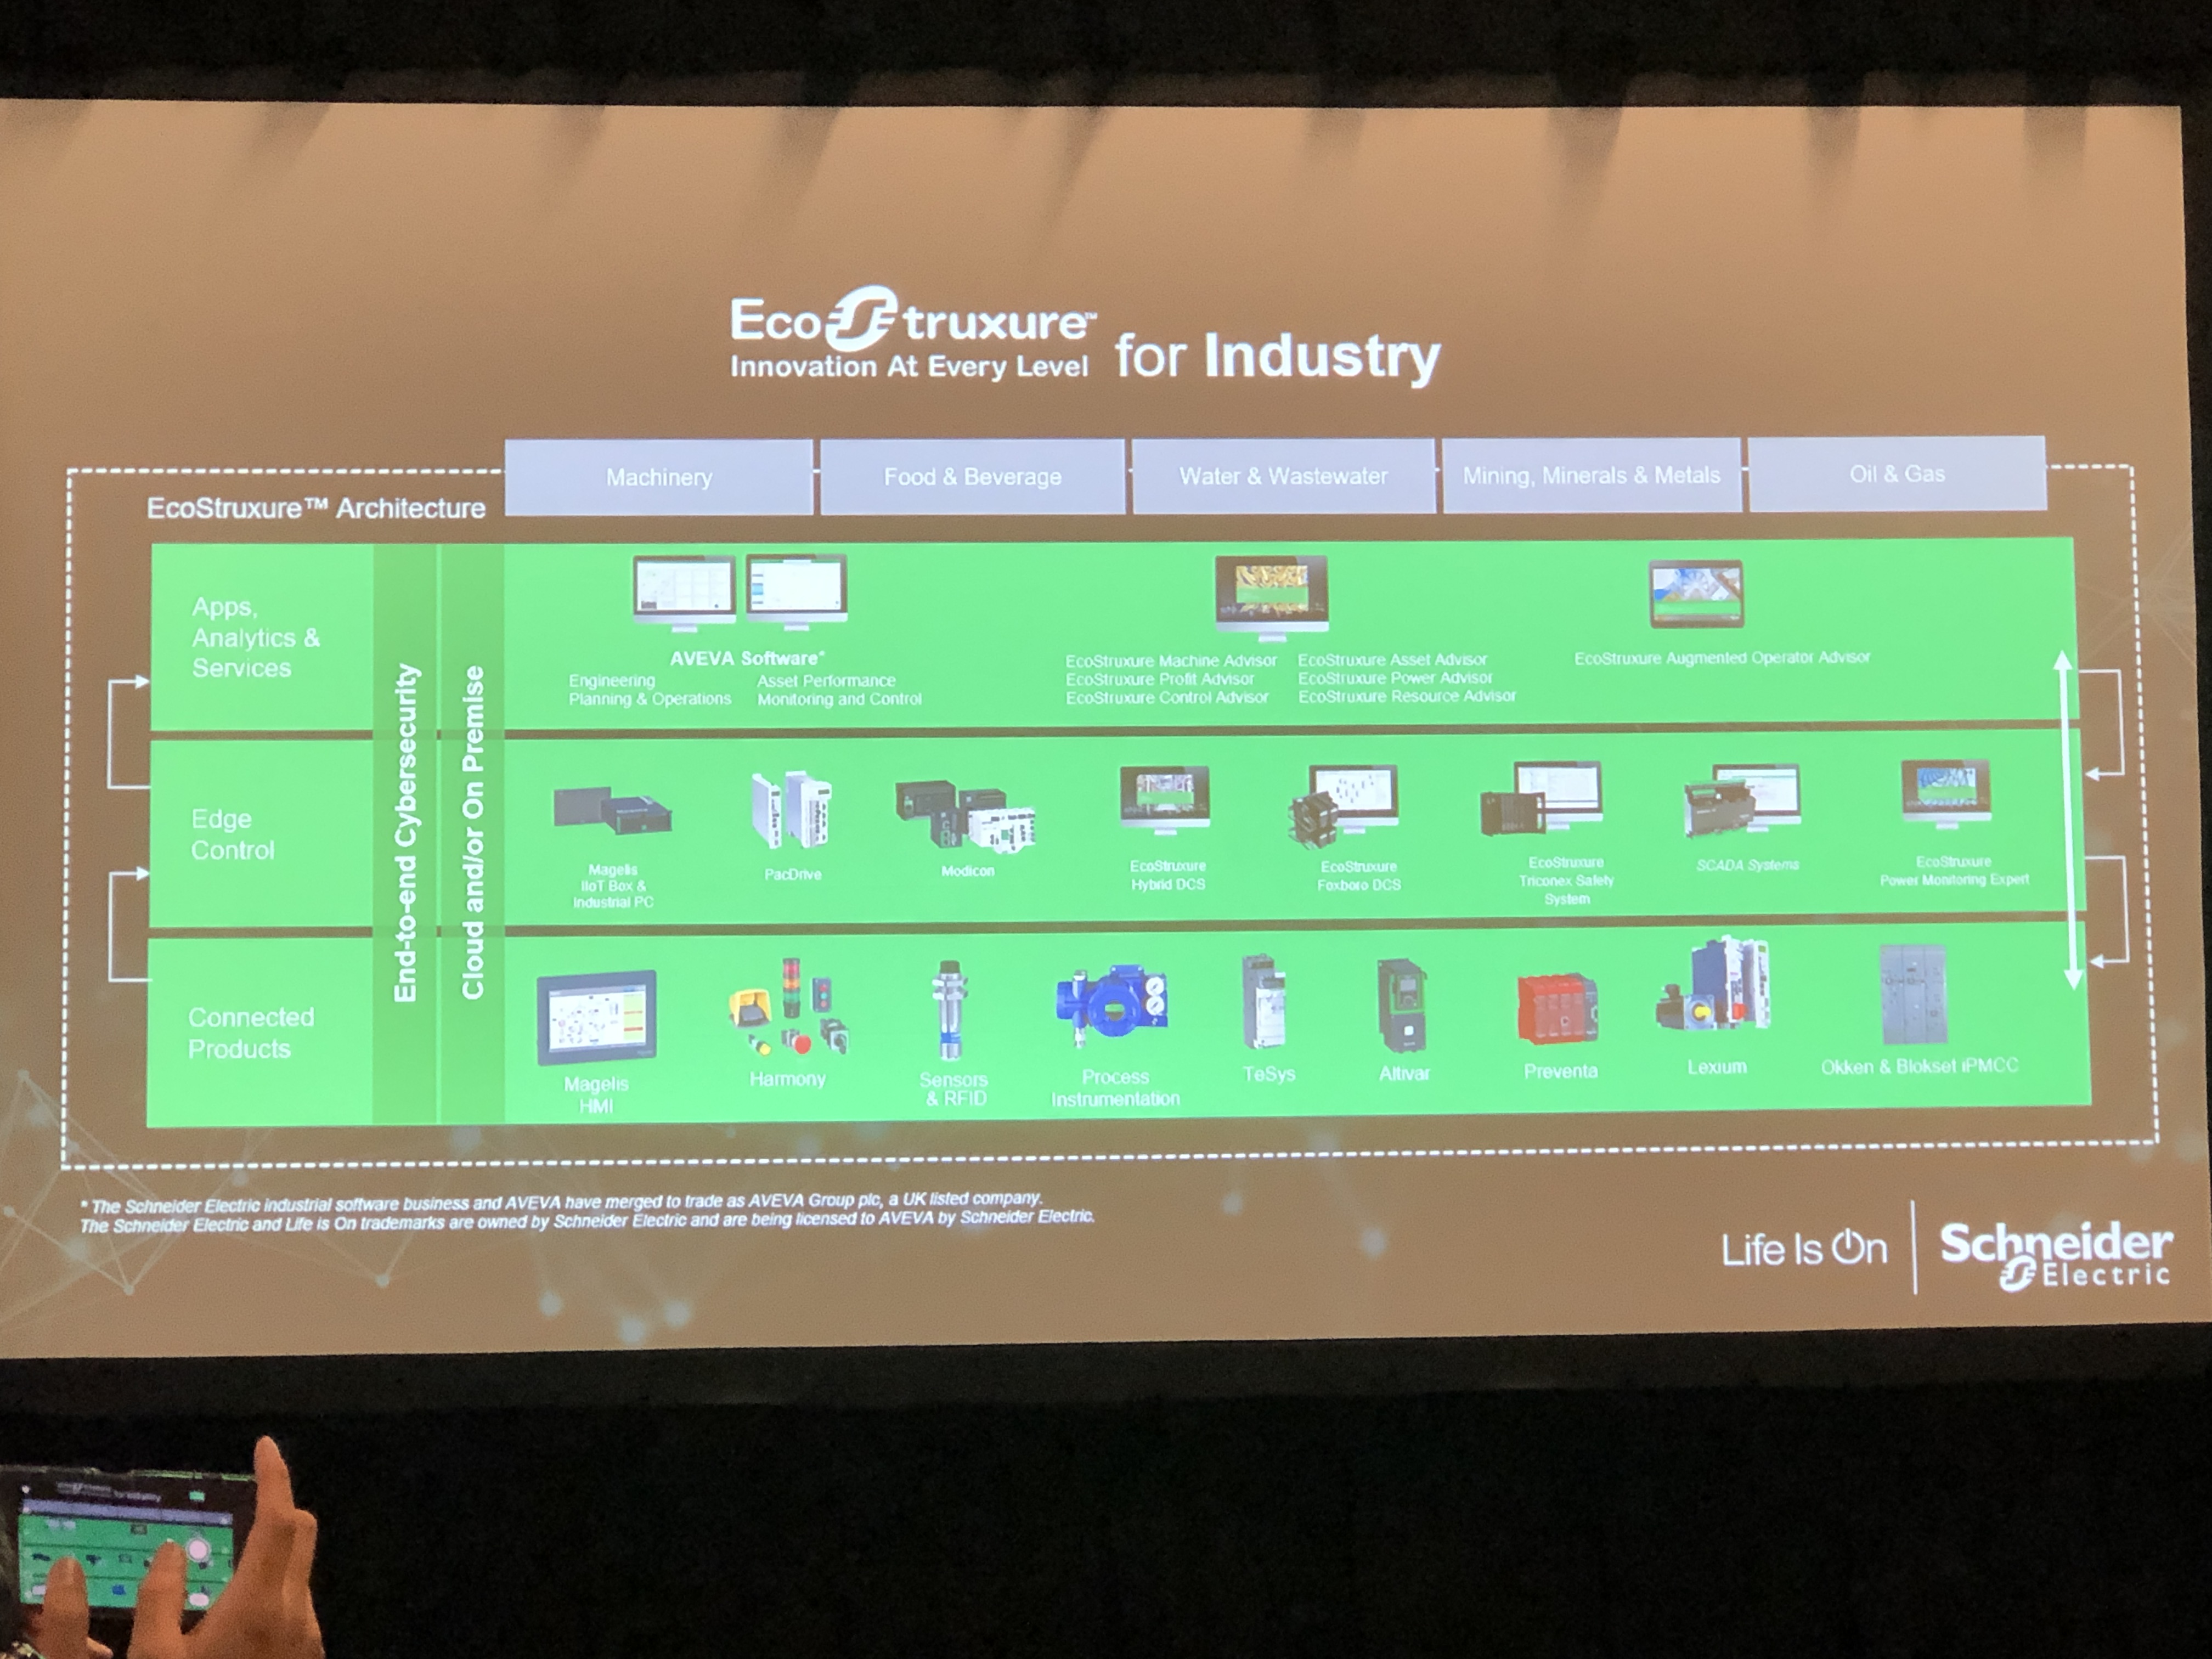 EcoStruxure™
Innovation At Every Level
for Industry
Machinery
Food & Beverage
Water & Wastewater
Mining, Minerals & Metals
Oil & Gas
EcoStruxure™ Architecture
Apps,
Analytics &
Services
End-to-end Cybersecurity
Cloud and/or On Premise
AVEVA Software*
Engineering
Planning & Operations
Asset Performance
Monitoring and Control
EcoStruxure Machine Advisor
EcoStruxure Profit Advisor
EcoStruxure Control Advisor
EcoStruxure Asset Advisor
EcoStruxure Power Advisor
EcoStruxure Resource Advisor
EcoStruxure Augmented Operator Advisor
Edge
Control
Magelis
IIoT Box &
Industrial PC
PacDrive
Modicon
EcoStruxure
Hybrid DCS
EcoStruxure
Foxboro DCS
EcoStruxure
Triconex Safety
System
SCADA Systems
EcoStruxure
Power Monitoring Expert
Connected
Products
Magelis
HMI
Harmony
Sensors
& RFID
Process
Instrumentation
TeSys
Altivar
Preventa
Lexium
Okken & Blokset iPMCC
* The Schneider Electric industrial software business and AVEVA have merged to trade as AVEVA Group plc, a UK listed company.
The Schneider Electric and Life is On trademarks are owned by Schneider Electric and are being licensed to AVEVA by Schneider Electric.
Life Is On
Schneider
Electric